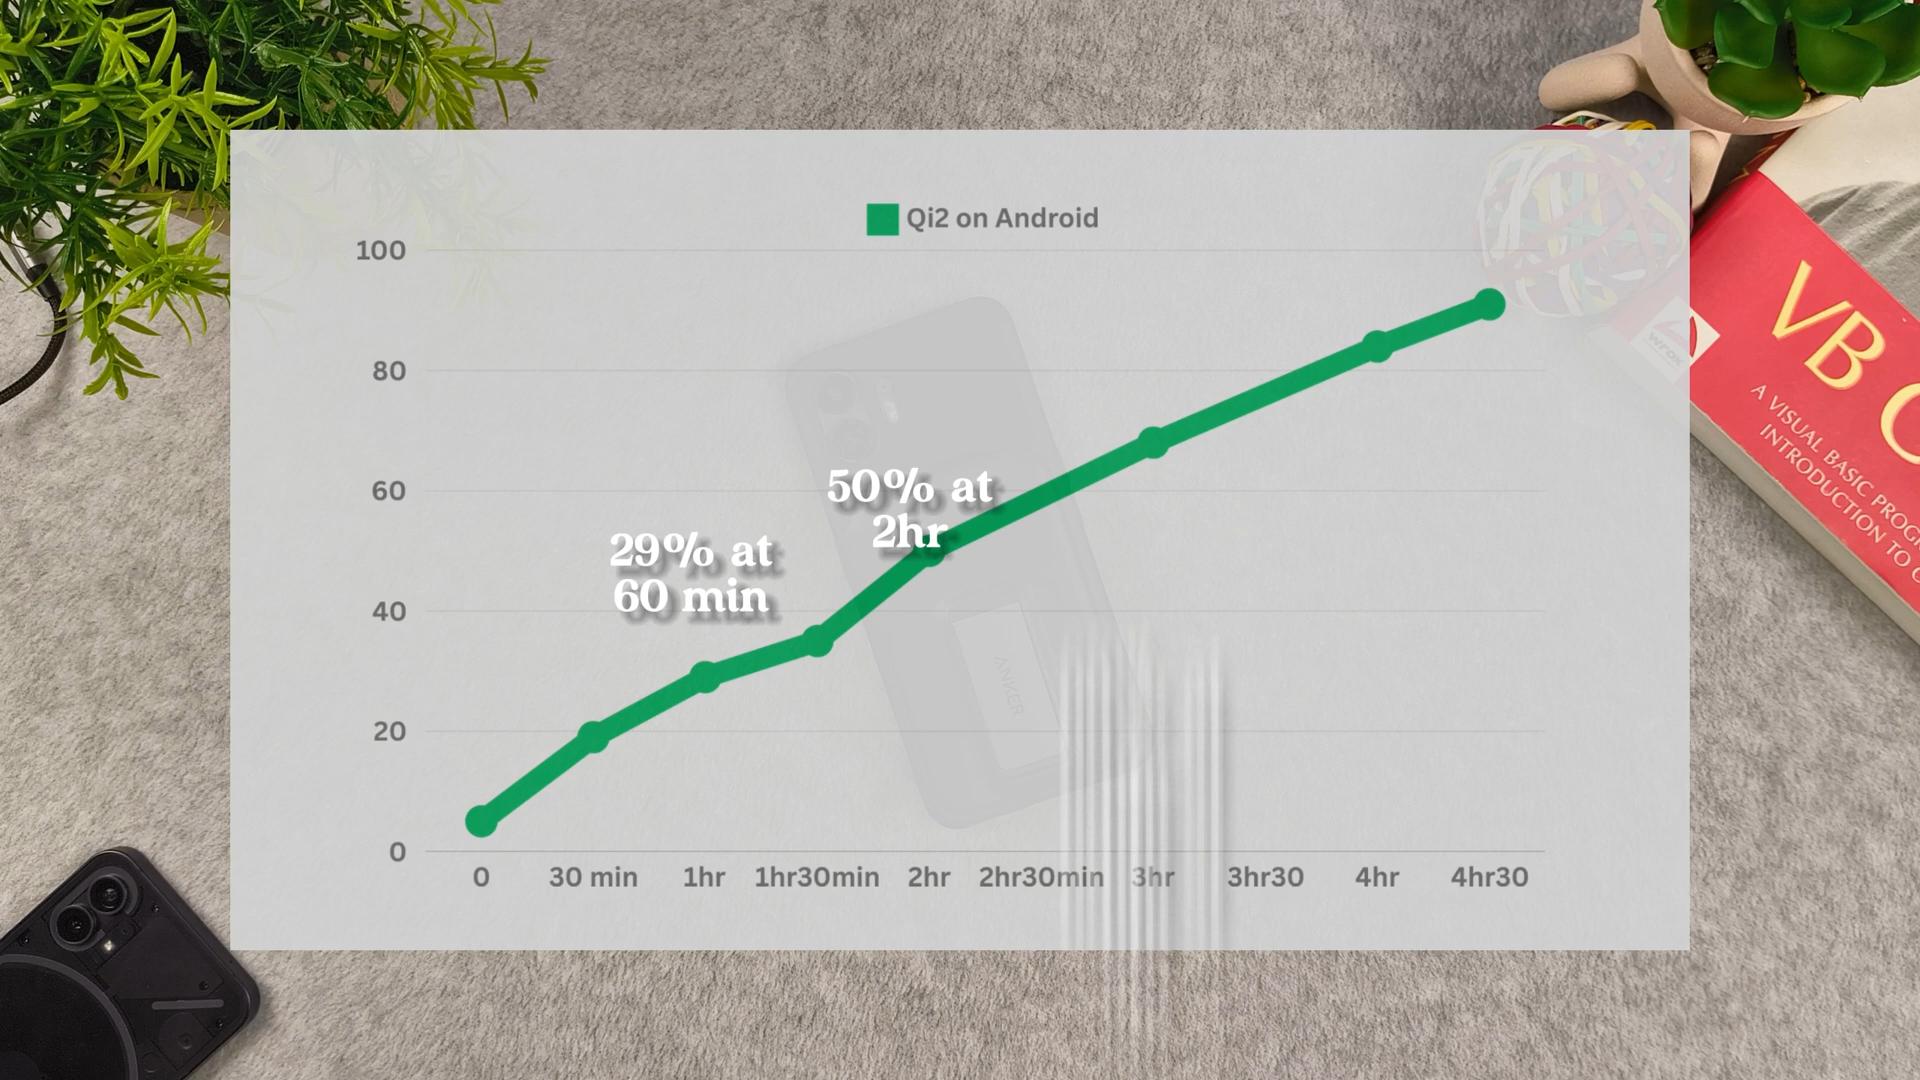 Qi2 on Android
100
80
60
40
20
0
50% at
2hr
29% at
60 min
0 30 min 1hr 1hr30min 2hr 2hr30min 3hr 3hr30 4hr 4hr30
ANKER
VB
A VISUAL BASIC
INTRODUCTION TO